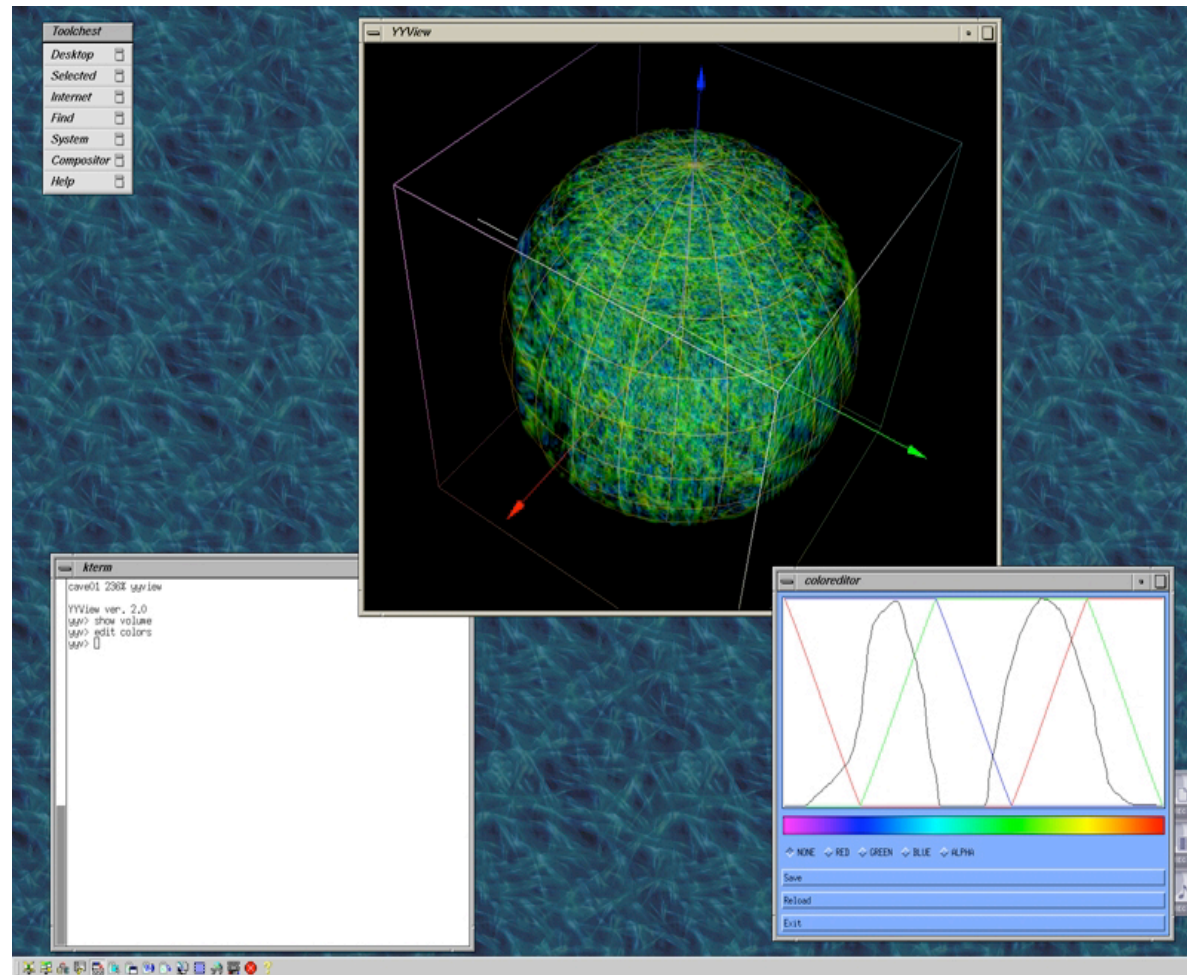 Toolchest
Desktop
Selected
Internet
Find
System
Compositor
Help
YYView
kterm
cave01 236% yyview
YYView ver. 2.0
yyv> show volume
yyv> edit colors
yyv>
coloreditor
NONE RED GREEN BLUE ALPHA
Save
Reload
Exit